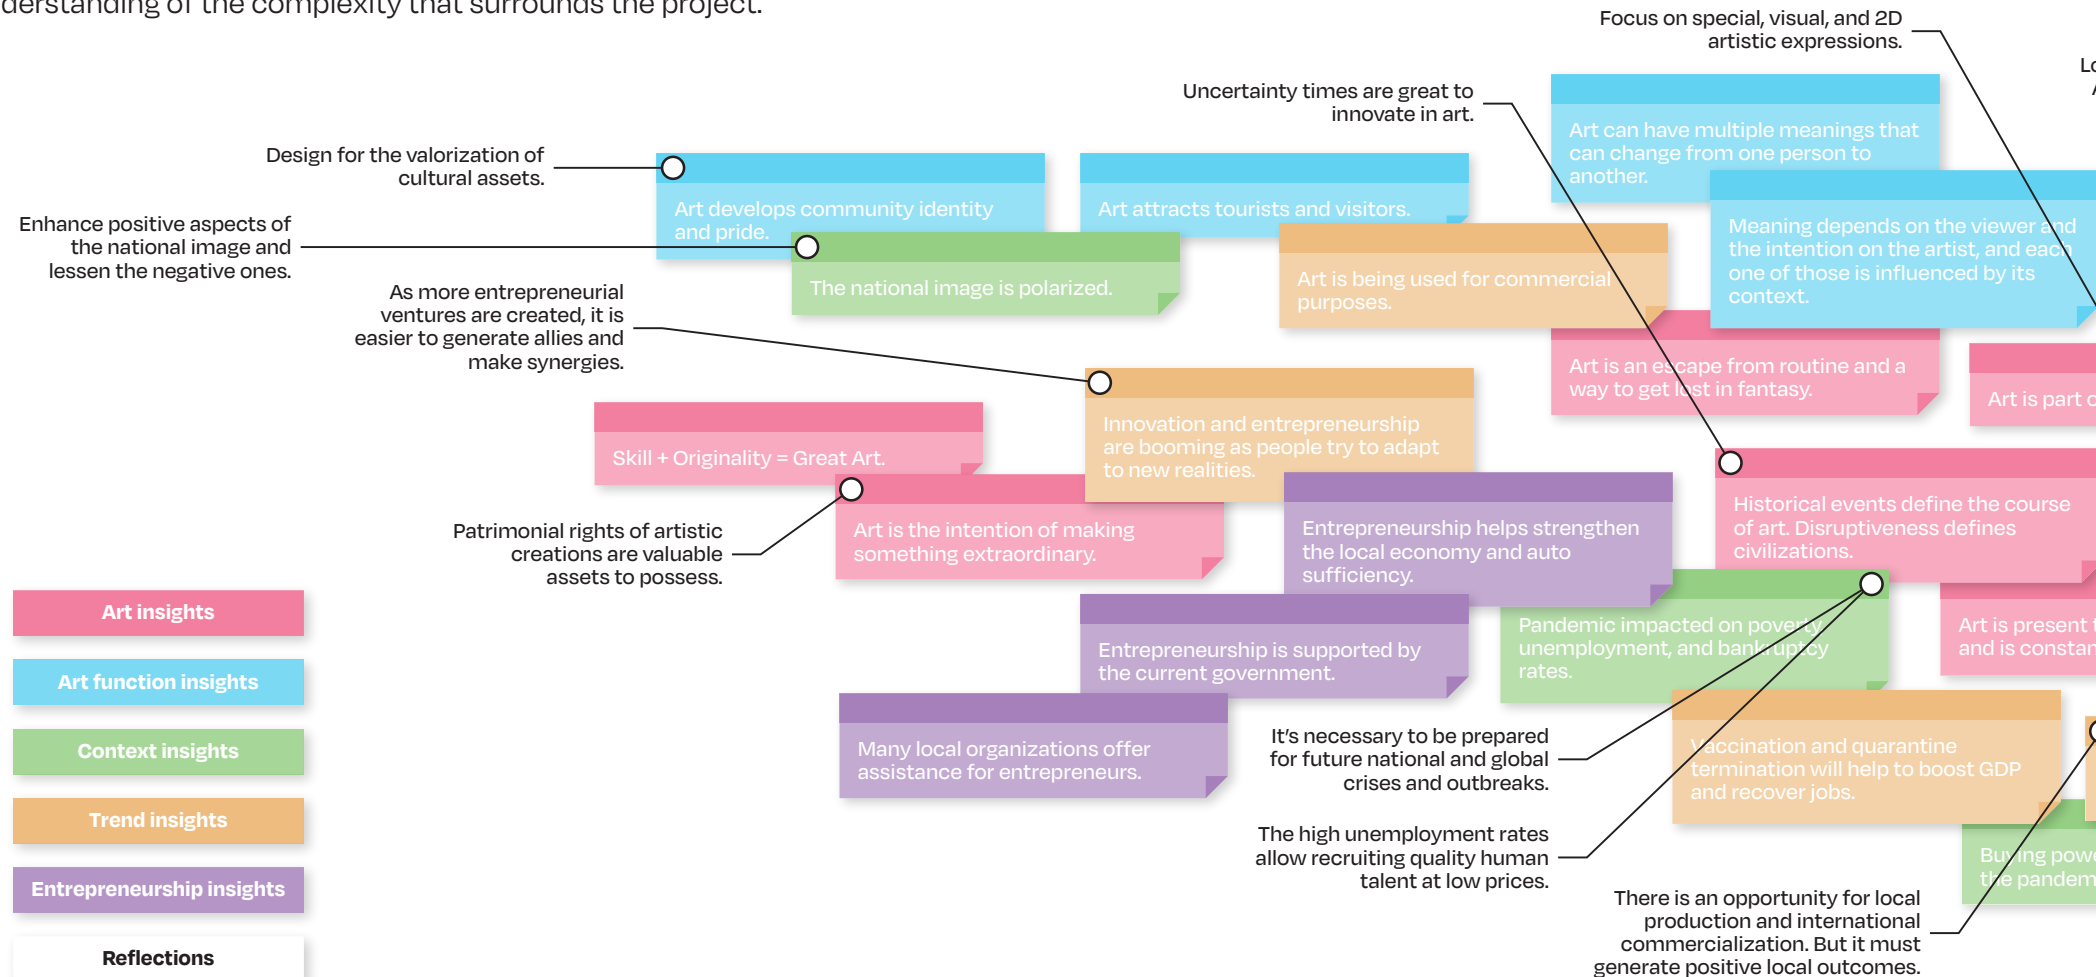 derstanding of the complexity that surrounds the project.
Focus on special, visual, and 2D
artistic expressions.
Uncertainty times are great to
innovate in art.
Art can have multiple meanings that
can change from one person to
another.
Design for the valorization of
cultural assets.
Art develops community identity
and pride.
Art attracts tourists and visitors.
Meaning depends on the viewer and
the intention on the artist, and each
one of those is influenced by its
context.
Enhance positive aspects of
the national image and
lessen the negative ones.
The national image is polarized.
Art is being used for commercial
purposes.
As more entrepreneurial
ventures are created, it is
easier to generate allies and
make synergies.
Art is an escape from routine and a
way to get lost in fantasy.
Art is part
Skill + Originality = Great Art.
Innovation and entrepreneurship
are booming as people try to adapt
to new realities.
Historical events define the course
of art. Disruptiveness defines
civilizations.
Patrimonial rights of artistic
creations are valuable
assets to possess.
Art is the intention of making
something extraordinary.
Entrepreneurship helps strengthen
the local economy and auto
sufficiency.
Art insights
Art function insights
Context insights
Trend insights
Entrepreneurship insights
Reflections
Entrepreneurship is supported by
the current government.
Pandemic impacted on poverty,
unemployment, and bankruptcy
rates.
Art is present
and is constan
Many local organizations offer
assistance for entrepreneurs.
It's necessary to be prepared
for future national and global
crises and outbreaks.
Vaccination and quarantine
termination will help to boost GDP
and recover jobs.
The high unemployment rates
allow recruiting quality human
talent at low prices.
Buying powe
the pandem
There is an opportunity for local
production and international
commercialization. But it must
generate positive local outcomes.